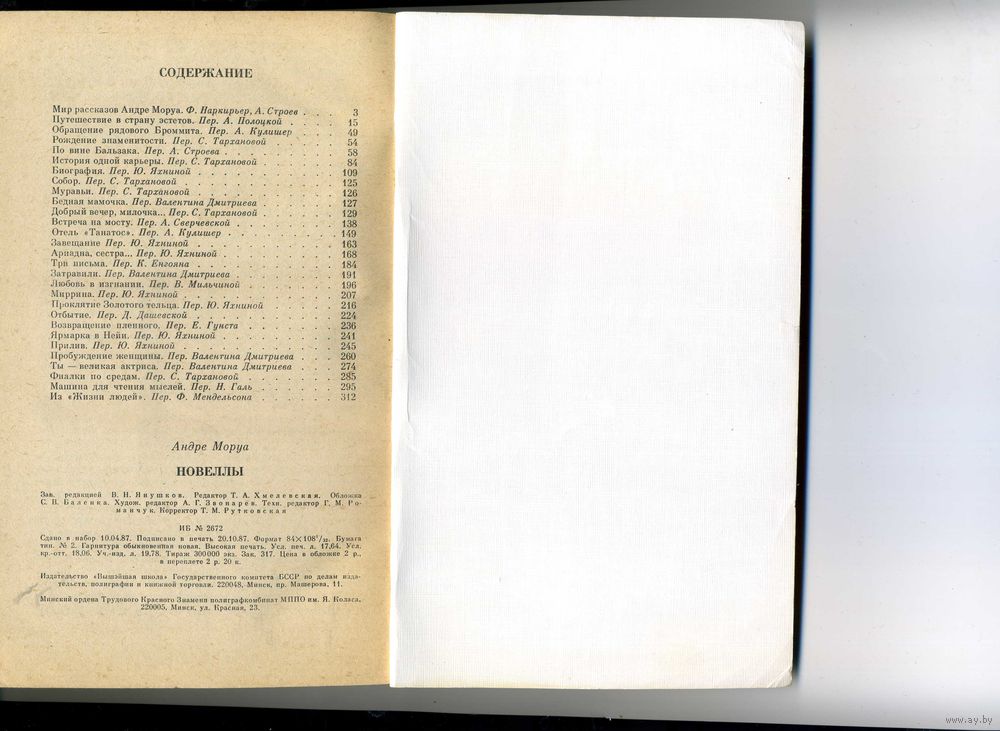 СОДЕРЖАНИЕ
Мир рассказов Андре Моруа. Ф. Наркирьер, А. Строев . . . 3
Путешествие в страну эстетов. Пер. А. Полоцкой . . . . 15
Обращение рядового Броммита. Пер. А. Кулишер . . . . 49
Рождение знаменитости. Пер. С. Тархановой . . . . 54
По вине Бальзака. Пер. А. Строева . . . . . . . . 58
История одной карьеры. Пер. С. Тархановой . . . . . . 84
Биография. Пер. Ю. Яхниной . . . . . . . . . . 109
Собор. Пер. С. Тархановой . . . . . . . . . . . 125
Муравьи. Пер. С. Тархановой . . . . . . . . . . 126
Бедная мамочка. Пер. Валентина Дмитриева . . . . . . 127
Добрый вечер, милочка... Пер. С. Тархановой . . . . . . 129
Встреча на мосту. Пер. А. Сверчевской . . . . . . . 138
Отель «Танатос». Пер. А. Кулишер . . . . . . . . 149
Завещание Пер. Ю. Яхниной . . . . . . . . . . 163
Ариадна, сестра... Пер. Ю. Яхниной . . . . . . . . 168
Три письма. Пер. К. Енгояна . . . . . . . . . . 184
Затравили. Пер. Валентина Дмитриева . . . . . . . 191
Любовь в изгнании. Пер. В. Мильчиной . . . . . . . 196
Миррина. Пер. Ю. Яхниной . . . . . . . . . . . 207
Проклятие Золотого тельца. Пер. Ю. Яхниной . . . . . 216
Отбытие. Пер. Д. Дашевской . . . . . . . . . . 224
Возвращение пленного. Пер. Е. Гунста . . . . . . . 236
Ярмарка в Нейи. Пер. Ю. Яхниной . . . . . . . . 241
Прилив. Пер. Ю. Яхниной . . . . . . . . . . . 245
Пробуждение женщины. Пер. Валентина Дмитриева . . . . 260
Ты — великая актриса. Пер. Валентина Дмитриева . . . . 274
Фиалки по средам. Пер. С. Тархановой . . . . . . . 285
Машина для чтения мыслей. Пер. Н. Галь . . . . . . 295
Из «Жизни людей». Пер. Ф. Мендельсона . . . . . . 312
Андре Моруа
НОВЕЛЛЫ
Зав. редакцией В. Н. Янушков. Редактор Т. А. Хмелевская. Обложка
С. В. Баленка. Худож. редактор А. Г. Звонарев. Техн. редактор Г. М. Ро-
манчук. Корректор Т. М. Рутковская
ИБ № 2672
Сдано в набор 10.04.87. Подписано в печать 20.10.87. Формат 84×108¹/₃₂. Бумага
тип. № 2. Гарнитура обыкновенная новая. Высокая печать. Усл. печ. л. 17,64. Усл.
кр.-отт. 18,06. Уч.-изд. л. 19,78. Тираж 300 000 экз. Зак. 317. Цена в обложке 2 р.,
в переплете 2 р. 20 к.
Издательство «Вышэйшая школа» Государственного комитета БССР по делам изда-
тельств, полиграфии и книжной торговли. 220048, Минск, пр. Машерова, 11.
Минский ордена Трудового Красного Знамени полиграфкомбинат МППО им. Я. Коласа.
220005, Минск, ул. Красная, 23.
www.ay.by